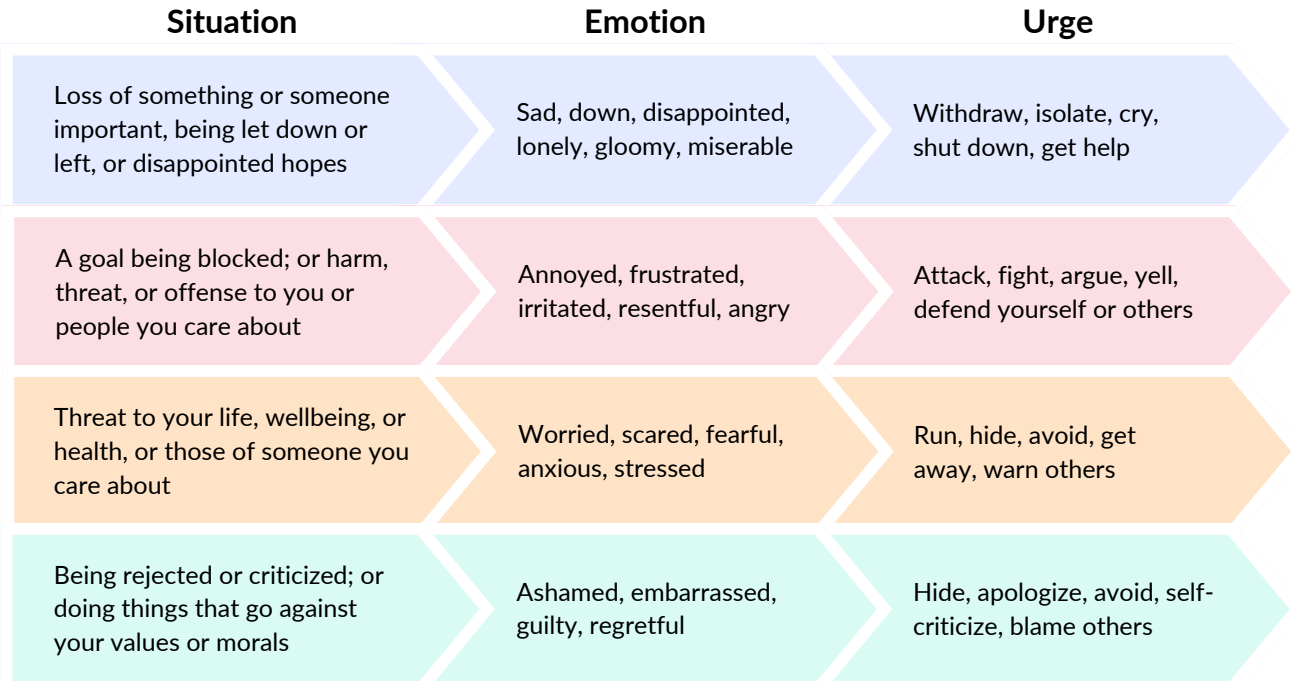 Situation
Emotion
Urge
Loss of something or someone
important, being let down or
left, or disappointed hopes
Sad, down, disappointed,
lonely, gloomy, miserable
Withdraw, isolate, cry,
shut down, get help
A goal being blocked; or harm,
threat, or offense to you or
people you care about
Annoyed, frustrated,
irritated, resentful, angry
Attack, fight, argue, yell,
defend yourself or others
Threat to your life, wellbeing, or
health, or those of someone you
care about
Worried, scared, fearful,
anxious, stressed
Run, hide, avoid, get
away, warn others
Being rejected or criticized; or
doing things that go against
your values or morals
Ashamed, embarrassed,
guilty, regretful
Hide, apologize, avoid, self-
criticize, blame others